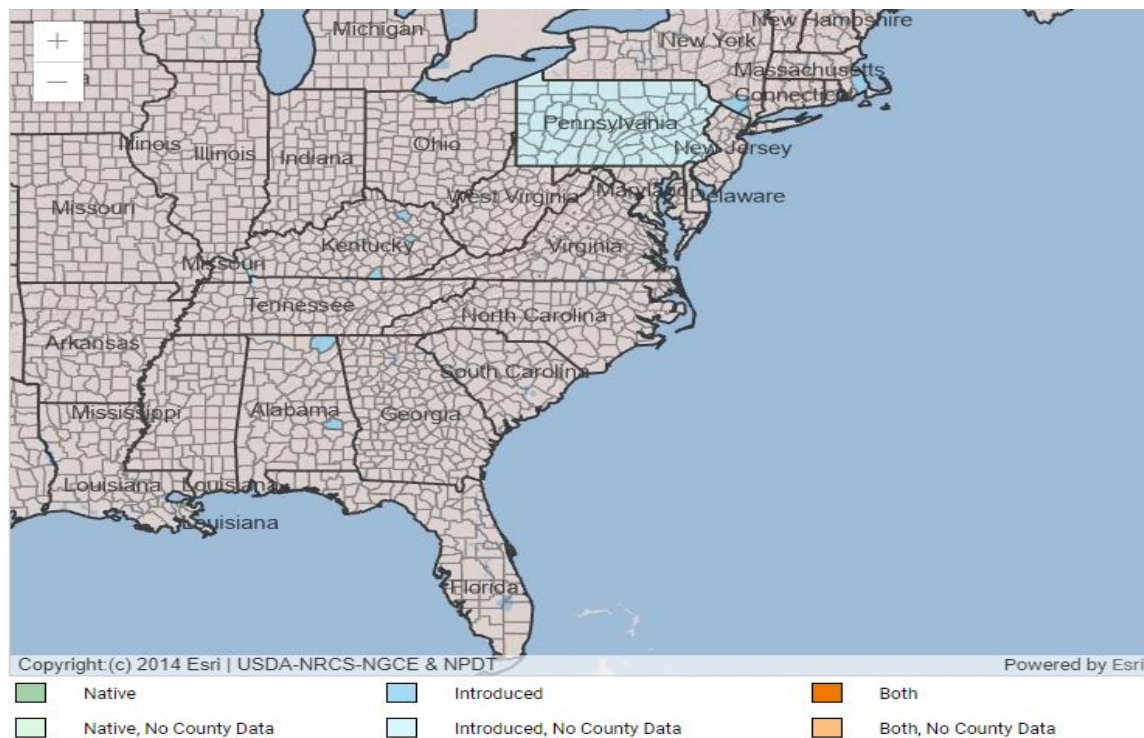 New Hampshire
Michigan
New York
+
−
a
Massachusetts
Connecticut
Pennsylvania
Illinois
Illinois
Indiana
Ohio
New Jersey
West Virginia
Maryland
Delaware
Missouri
Kentucky
Virginia
Missouri
Tennessee
North Carolina
Arkansas
South Carolina
Mississippi
Alabama
Georgia
Louisiana
Louisiana
Louisiana
Florida
Copyright:(c) 2014 Esri | USDA-NRCS-NGCE & NPDT
Powered by Esri
Native
Introduced
Both
Native, No County Data
Introduced, No County Data
Both, No County Data